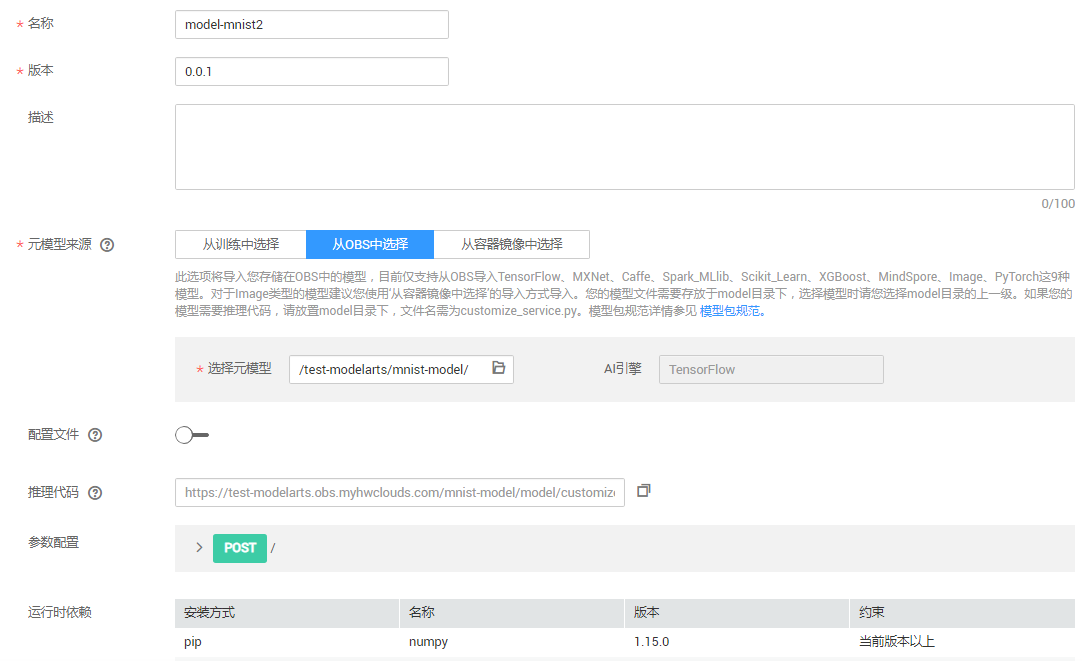 * 名称 model-mnist2
* 版本 0.0.1
描述
0/100
* 元模型来源 从训练中选择 从OBS中选择 从容器镜像中选择
此选项将导入您存储在OBS中的模型，目前仅支持从OBS导入TensorFlow、MXNet、Caffe、Spark_MLlib、Scikit_Learn、XGBoost、MindSpore、Image、PyTorch这9种
模型。对于Image类型的模型建议您使用'从容器镜像中选择'的导入方式导入。您的模型文件需要存放于model目录下，选择模型时请您选择model目录的上一级。如果您的
模型需要推理代码，请放置model目录下，文件名需为customize_service.py。模型包规范详情参见 模型包规范。
* 选择元模型 /test-modelarts/mnist-model/ AI引擎 TensorFlow
配置文件
推理代码 https://test-modelarts.obs.myhwclouds.com/mnist-model/model/customiz
参数配置 POST /
运行时依赖 安装方式 名称 版本 约束
pip numpy 1.15.0 当前版本以上